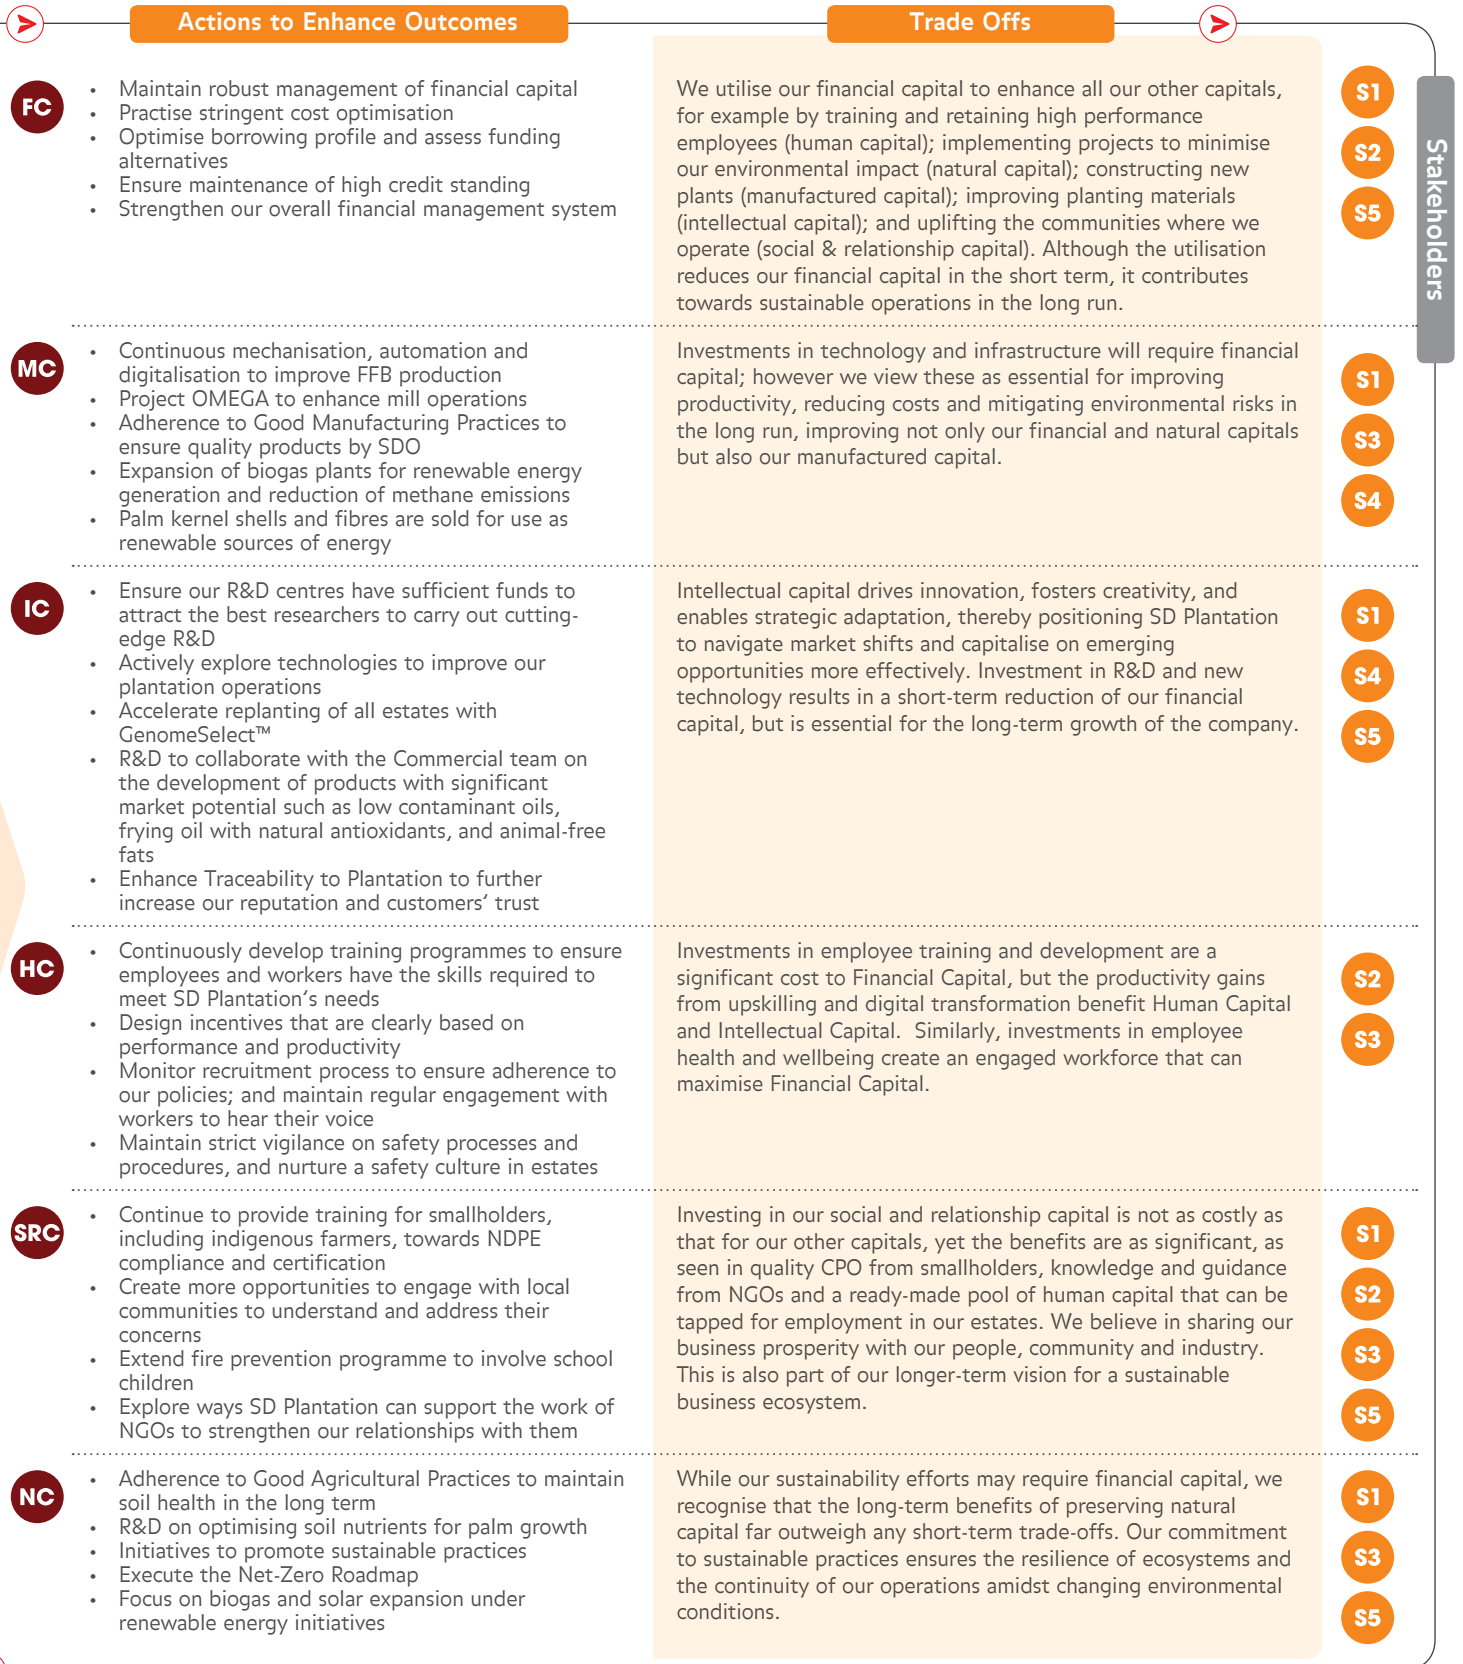 Actions to Enhance Outcomes
Trade Offs
Stakeholders
FC
• Maintain robust management of financial capital
• Practise stringent cost optimisation
• Optimise borrowing profile and assess funding
alternatives
• Ensure maintenance of high credit standing
• Strengthen our overall financial management system
We utilise our financial capital to enhance all our other capitals,
for example by training and retaining high performance
employees (human capital); implementing projects to minimise
our environmental impact (natural capital); constructing new
plants (manufactured capital); improving planting materials
(intellectual capital); and uplifting the communities where we
operate (social & relationship capital). Although the utilisation
reduces our financial capital in the short term, it contributes
towards sustainable operations in the long run.
S1
S2
S5
MC
• Continuous mechanisation, automation and
digitalisation to improve FFB production
• Project OMEGA to enhance mill operations
• Adherence to Good Manufacturing Practices to
ensure quality products by SDO
• Expansion of biogas plants for renewable energy
generation and reduction of methane emissions
• Palm kernel shells and fibres are sold for use as
renewable sources of energy
Investments in technology and infrastructure will require financial
capital; however we view these as essential for improving
productivity, reducing costs and mitigating environmental risks in
the long run, improving not only our financial and natural capitals
but also our manufactured capital.
S1
S3
S4
IC
• Ensure our R&D centres have sufficient funds to
attract the best researchers to carry out cutting-
edge R&D
• Actively explore technologies to improve our
plantation operations
• Accelerate replanting of all estates with
GenomeSelect™
• R&D to collaborate with the Commercial team on
the development of products with significant
market potential such as low contaminant oils,
frying oil with natural antioxidants, and animal-free
fats
• Enhance Traceability to Plantation to further
increase our reputation and customers’ trust
Intellectual capital drives innovation, fosters creativity, and
enables strategic adaptation, thereby positioning SD Plantation
to navigate market shifts and capitalise on emerging
opportunities more effectively. Investment in R&D and new
technology results in a short-term reduction of our financial
capital, but is essential for the long-term growth of the company.
S1
S4
S5
HC
• Continuously develop training programmes to ensure
employees and workers have the skills required to
meet SD Plantation’s needs
• Design incentives that are clearly based on
performance and productivity
• Monitor recruitment process to ensure adherence to
our policies; and maintain regular engagement with
workers to hear their voice
• Maintain strict vigilance on safety processes and
procedures, and nurture a safety culture in estates
Investments in employee training and development are a
significant cost to Financial Capital, but the productivity gains
from upskilling and digital transformation benefit Human Capital
and Intellectual Capital. Similarly, investments in employee
health and wellbeing create an engaged workforce that can
maximise Financial Capital.
S2
S3
SRC
• Continue to provide training for smallholders,
including indigenous farmers, towards NDPE
compliance and certification
• Create more opportunities to engage with local
communities to understand and address their
concerns
• Extend fire prevention programme to involve school
children
• Explore ways SD Plantation can support the work of
NGOs to strengthen our relationships with them
Investing in our social and relationship capital is not as costly as
that for our other capitals, yet the benefits are as significant, as
seen in quality CPO from smallholders, knowledge and guidance
from NGOs and a ready-made pool of human capital that can be
tapped for employment in our estates. We believe in sharing our
business prosperity with our people, community and industry.
This is also part of our longer-term vision for a sustainable
business ecosystem.
S1
S2
S3
S5
NC
• Adherence to Good Agricultural Practices to maintain
soil health in the long term
• R&D on optimising soil nutrients for palm growth
• Initiatives to promote sustainable practices
• Execute the Net-Zero Roadmap
• Focus on biogas and solar expansion under
renewable energy initiatives
While our sustainability efforts may require financial capital, we
recognise that the long-term benefits of preserving natural
capital far outweigh any short-term trade-offs. Our commitment
to sustainable practices ensures the resilience of ecosystems and
the continuity of our operations amidst changing environmental
conditions.
S1
S3
S5